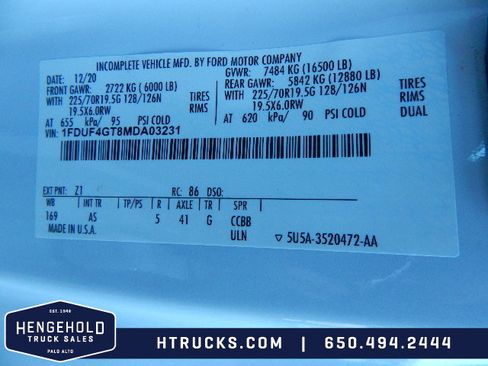 INCOMPLETE VEHICLE MFD. BY FORD MOTOR COMPANY
DATE: 12/20 GVWR: 7484 KG (16500 LB)
FRONT GAWR: 2722 KG (6000 LB) REAR GAWR: 5842 KG (12880 LB)
WITH 225/70R19.5G 128/126N TIRES WITH 225/70R19.5G 128/126N TIRES
19.5X6.0RW RIMS 19.5X6.0RW RIMS
AT 655 kPa/ 95 PSI COLD AT 620 kPa/ 90 PSI COLD DUAL
VIN: 1FDUF4GT8MDA03231
EXT PNT: Z1 RC: 86 DSO:
WB INT TR TP/PS R AXLE TR SPR
169 AS 5 41 G CCBB
MADE IN U.S.A. ULN 5U5A-3520472-AA
EST. 1946
HENGEHOLD
TRUCK SALES
PALO ALTO
HTRUCKS.COM | 650.494.2444